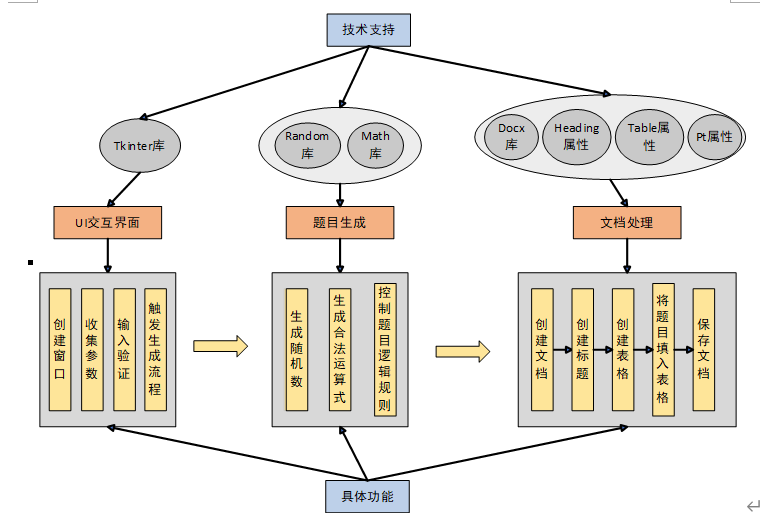 技术支持
Tkinter库
Random
库
Math
库
Docx
库
Heading
属性
Table属
性
Pt属性
UI交互界面
题目生成
文档处理
创建窗口
收集参数
输入验证
触发生成流程
生成随机数
生成合法运算式
控制题目逻辑规则
创建文档
创建标题
创建表格
将题目填入表格
保存文档
具体功能